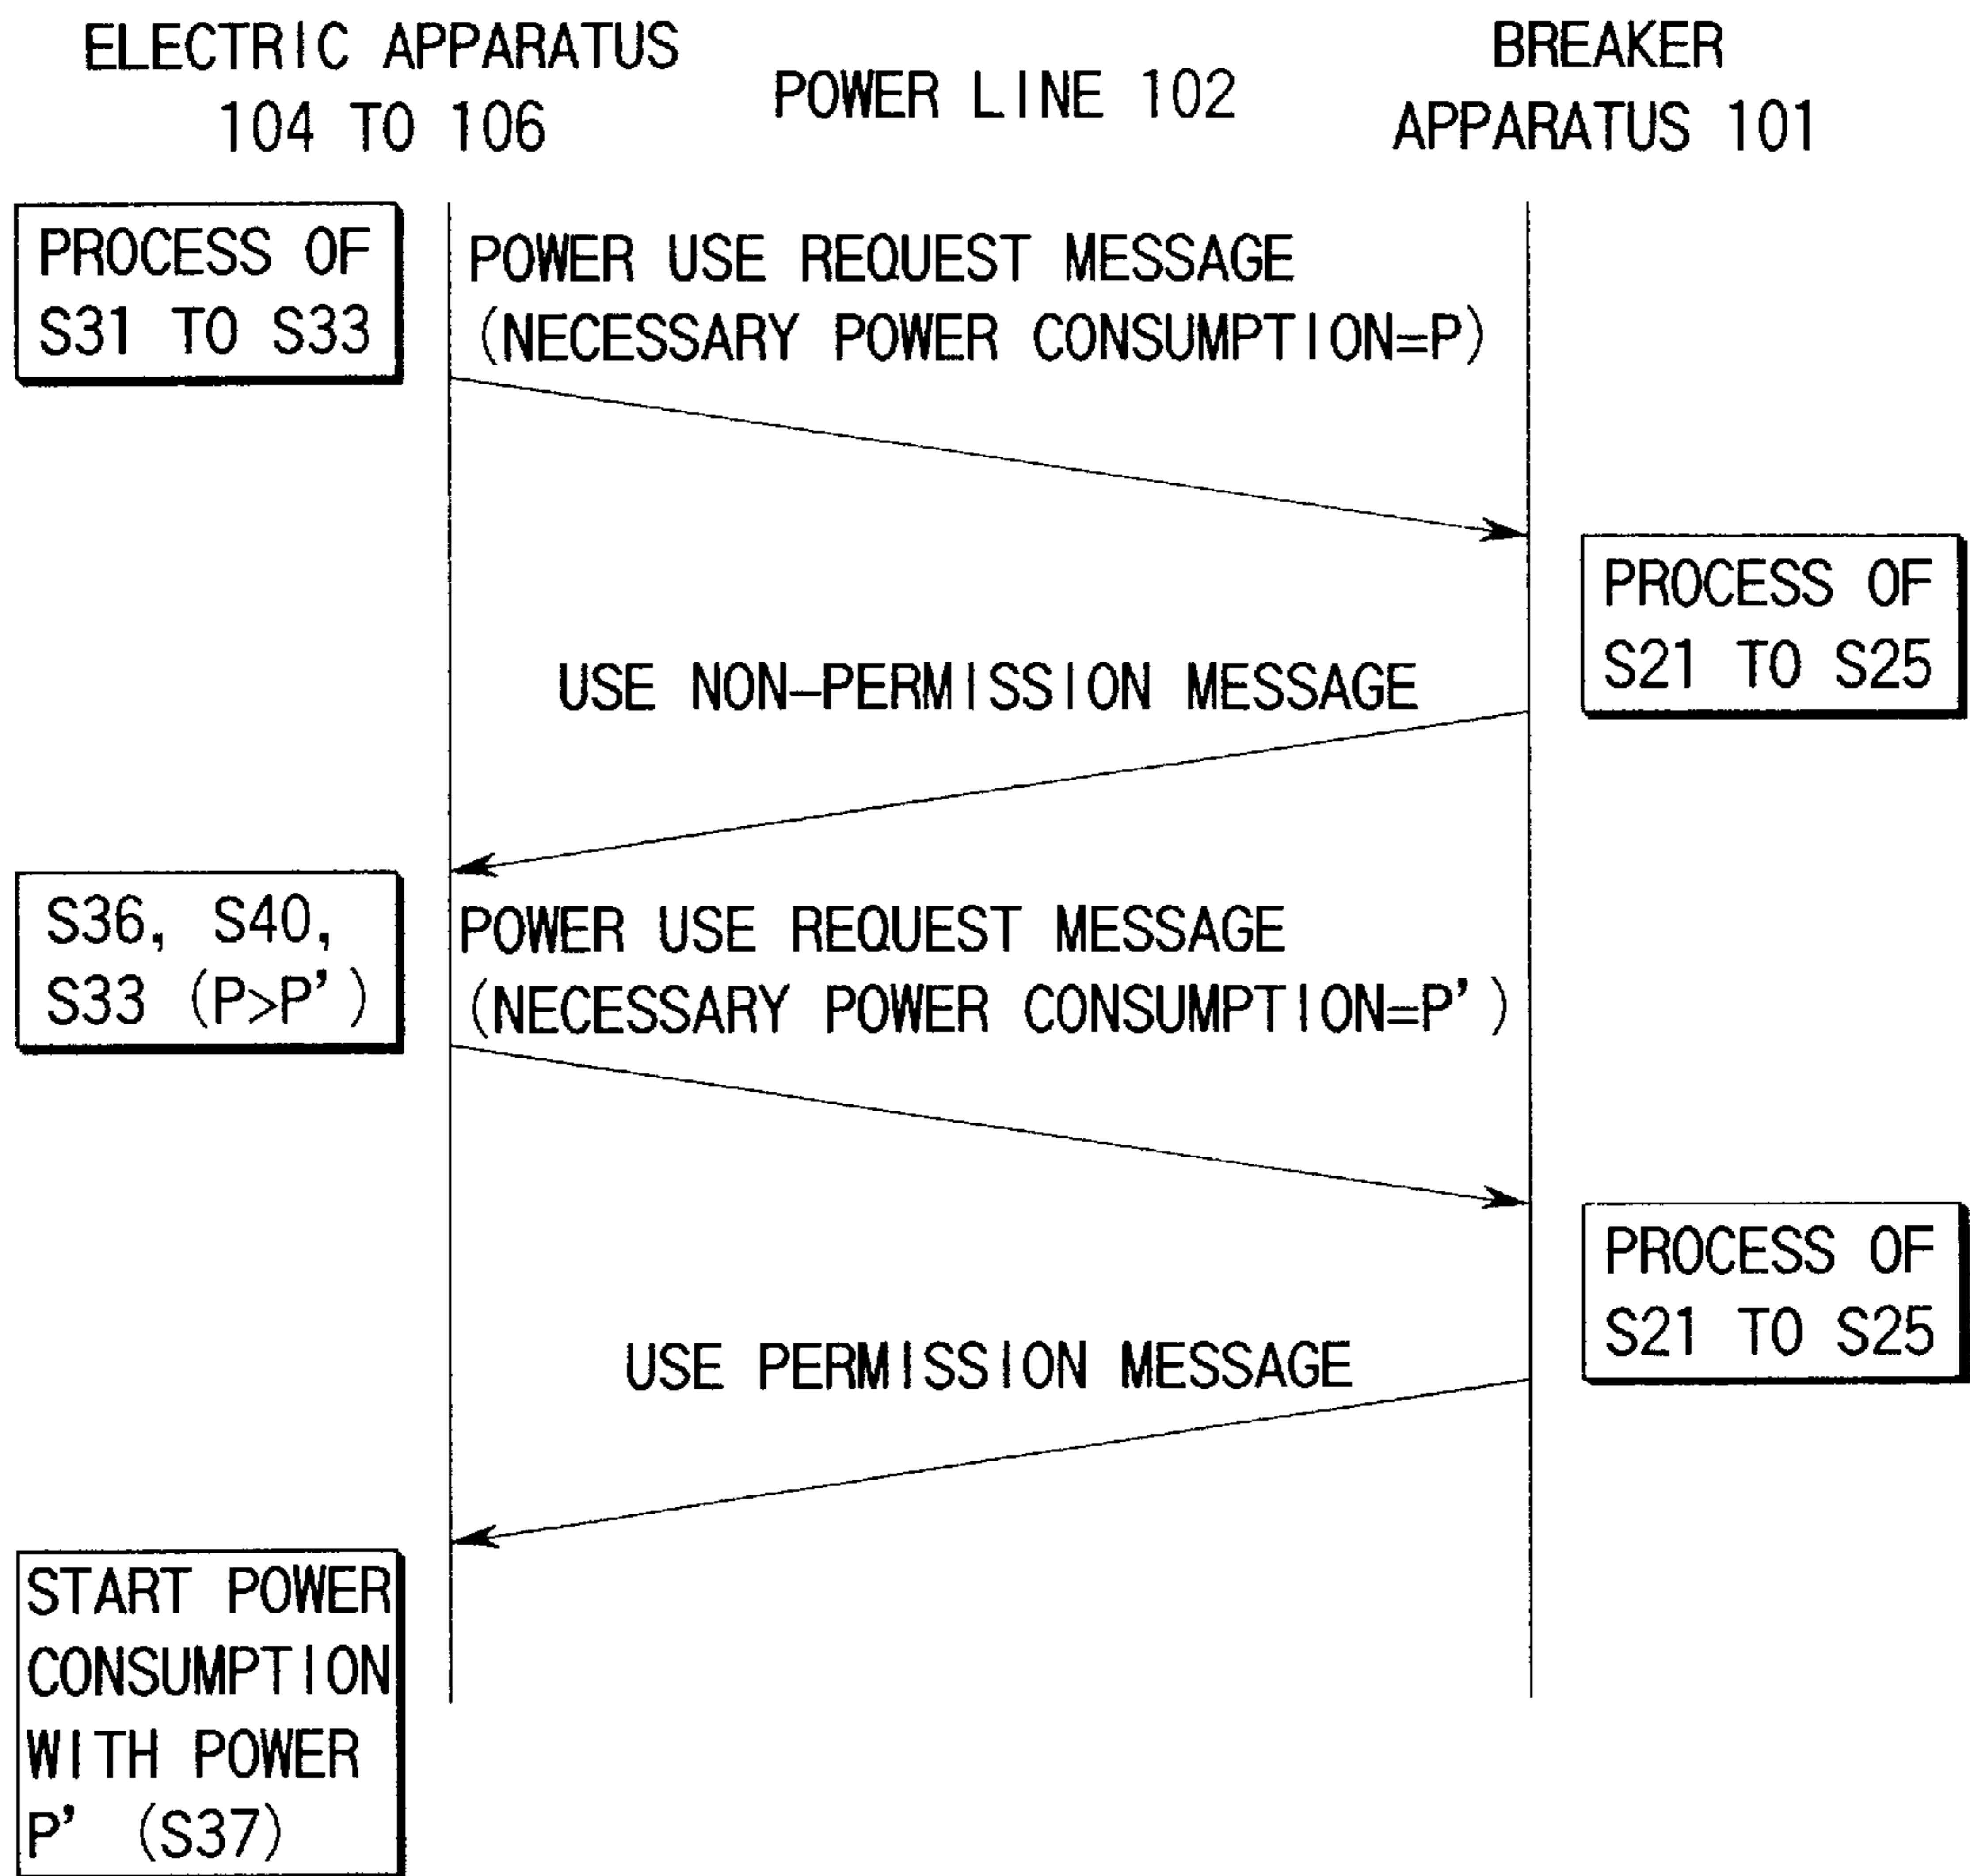 ELECTRIC APPARATUS
104 TO 106
POWER LINE 102
BREAKER
APPARATUS 101
PROCESS OF
S31 TO S33
POWER USE REQUEST MESSAGE
(NECESSARY POWER CONSUMPTION=P)
PROCESS OF
S21 TO S25
USE NON-PERMISSION MESSAGE
S36, S40,
S33 (P>P')
POWER USE REQUEST MESSAGE
(NECESSARY POWER CONSUMPTION=P')
PROCESS OF
S21 TO S25
USE PERMISSION MESSAGE
START POWER
CONSUMPTION
WITH POWER
P' (S37)